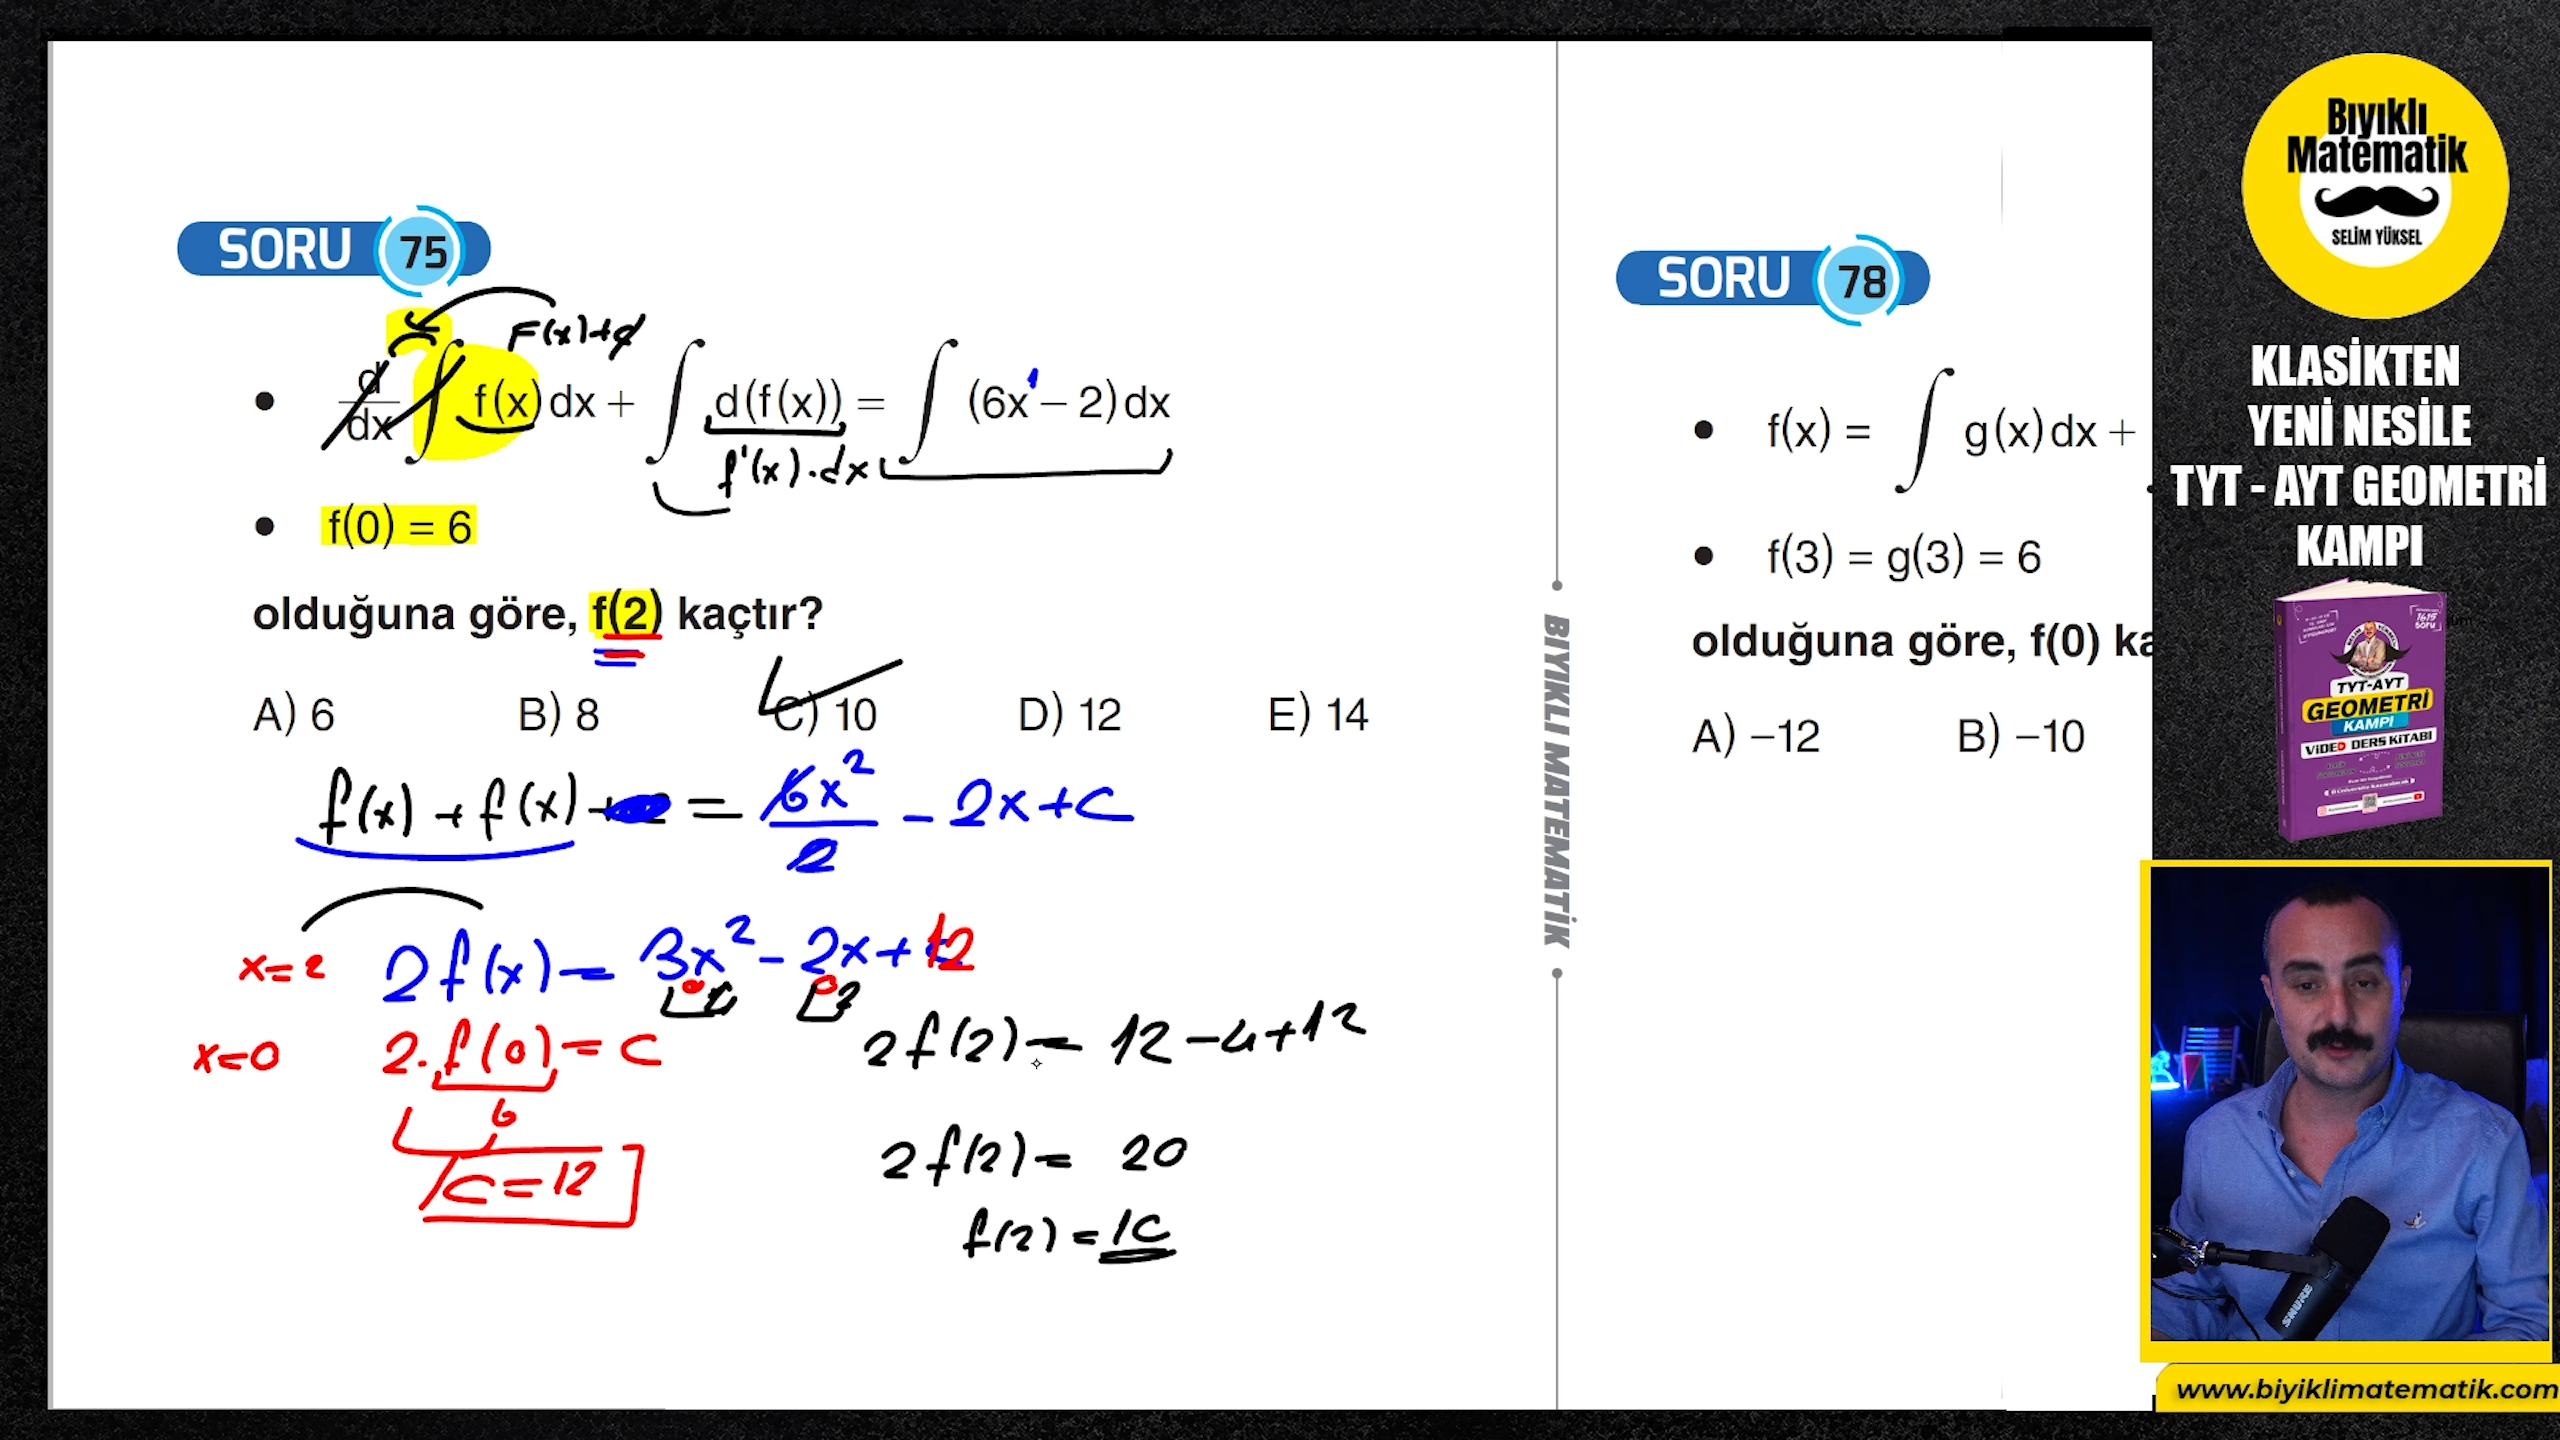 SORU 75
F(x)+c
d/dx ∫ f(x) dx + ∫ d(f(x)) = ∫ (6x¹ – 2) dx
f'(x).dx
f(0) = 6
olduğuna göre, f(2) kaçtır?
A) 6 B) 8 C) 10 D) 12 E) 14
f(x) + f(x) + = 6x²/2 - 2x + c
x=2 2f(x) = 3x² - 2x + 12
x=0 2.f(0) = c
6
c=12
2f(2) = 12-4+12
2f(2) = 20
f(2) = 10
BIYIKLI MATEMATİK
SORU 78
f(x) = ∫ g(x) dx +
f(3) = g(3) = 6
olduğuna göre, f(0) ka
A) –12 B) –10
Bıyıklı
Matematik
SELİM YÜKSEL
KLASİKTEN
YENİ NESİLE
TYT - AYT GEOMETRİ
KAMPI
1615
soru
TYT-AYT
GEOMETRİ
KAMPI
VİDEO DERS KİTABI
SHURE
www.biyiklimatematik.com